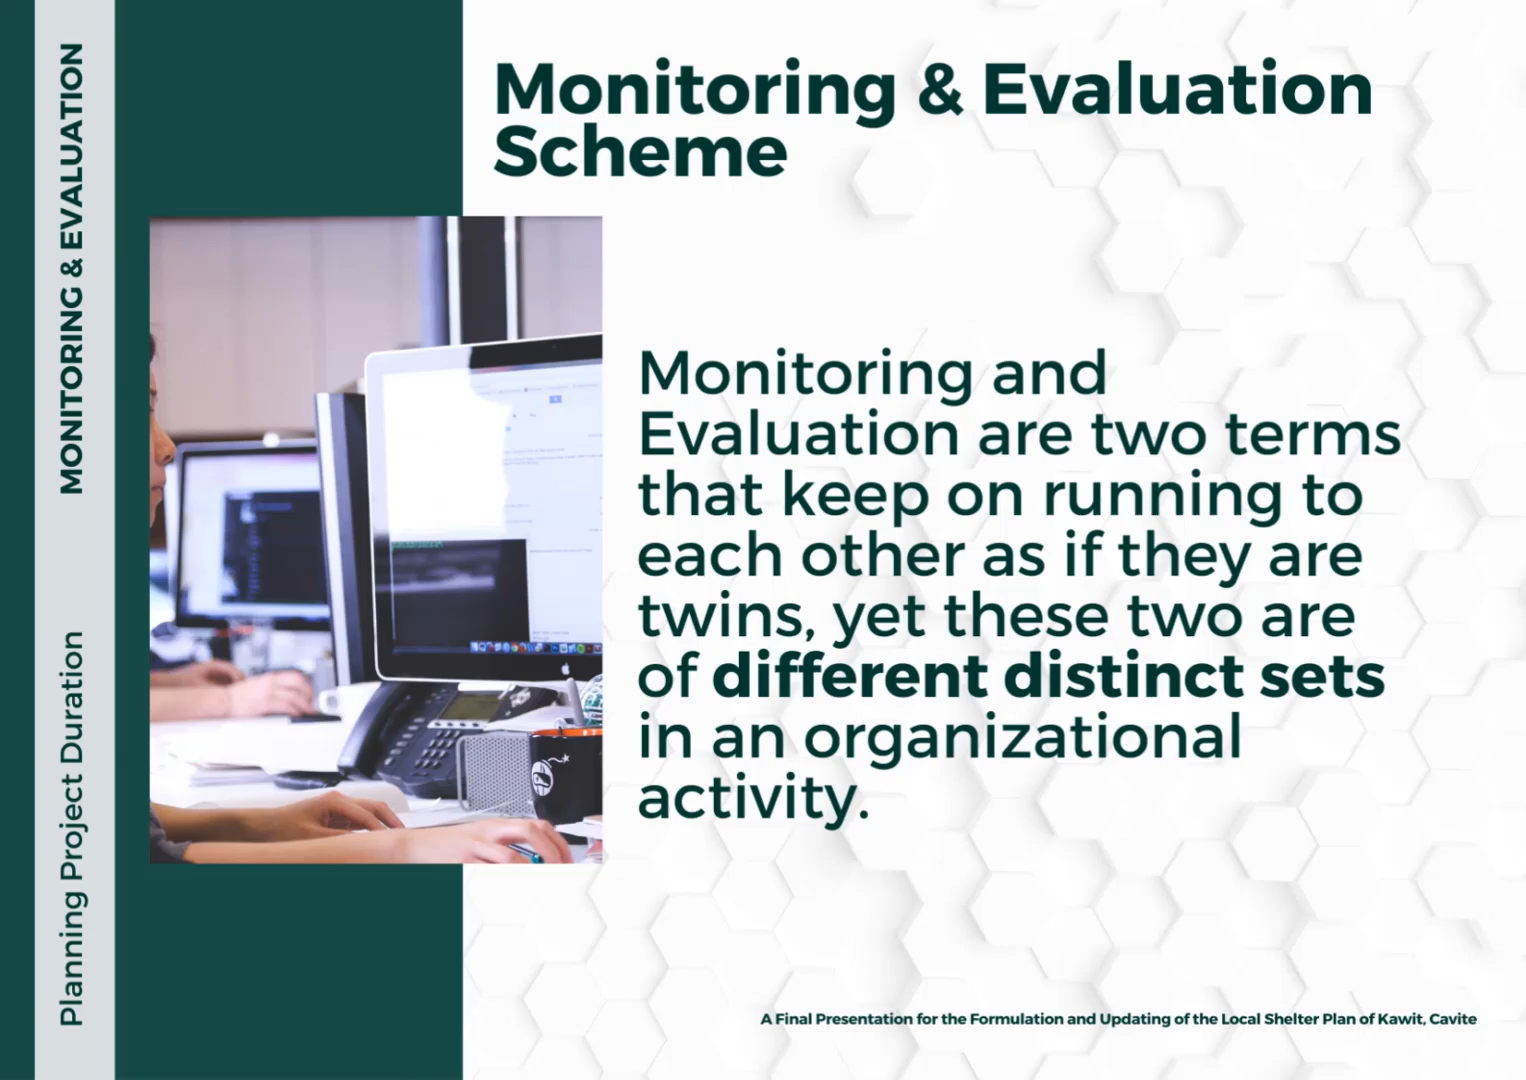 Monitoring & Evaluation
Scheme
MONITORING & EVALUATION
Planning Project Duration
Monitoring and
Evaluation are two terms
that keep on running to
each other as if they are
twins, yet these two are
of different distinct sets
in an organizational
activity.
A Final Presentation for the Formulation and Updating of the Local Shelter Plan of Kawit, Cavite